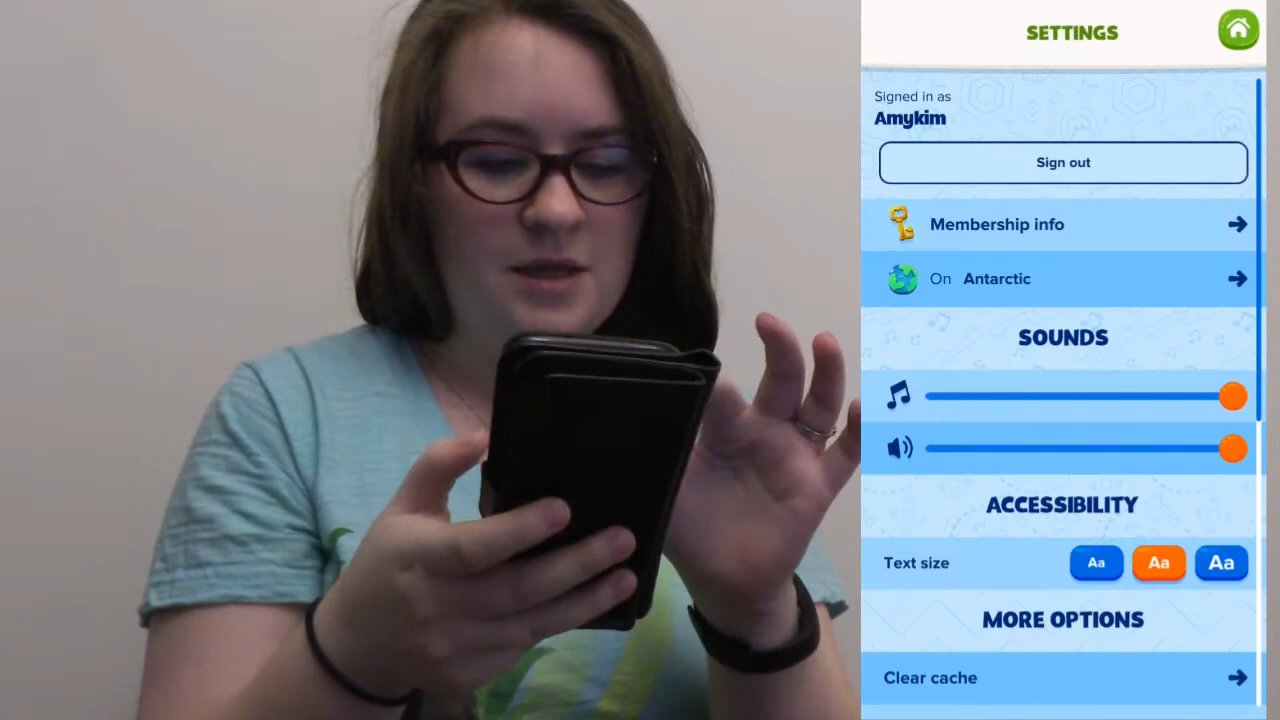 SETTINGS
Signed in as
Amykim
Sign out
Membership info
On Antarctic
SOUNDS
ACCESSIBILITY
Text size Aa Aa Aa
MORE OPTIONS
Clear cache